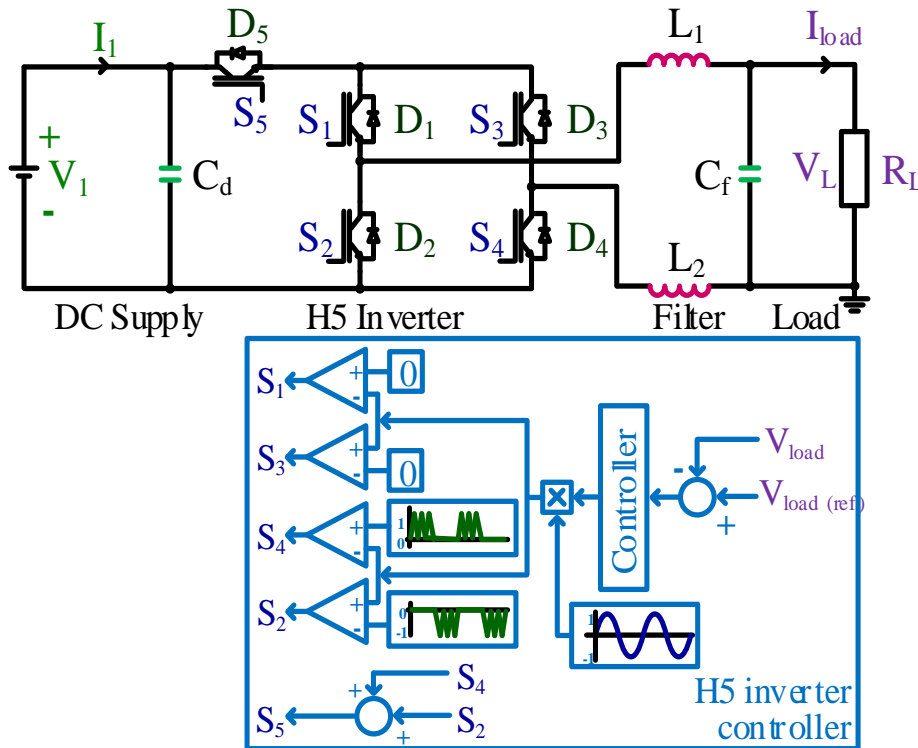 I1
D5
L1
Iload
S5
S1
D1
S3
D3
+
V1
-
Cd
Cf
VL
RL
S2
D2
S4
D4
L2
DC Supply
H5 Inverter
Filter
Load
S1
+
-
0
S3
+
-
0
Controller
-
Vload
Vload (ref)
+
S4
+
-
1
0
S2
+
-
0
-1
1
-1
S4
+
S5
+
S2
H5 inverter
controller